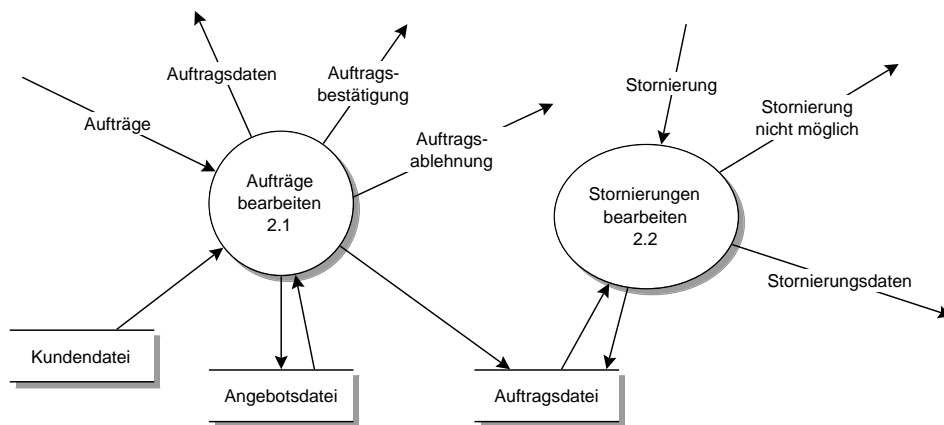 Auftragsdaten
Auftrags-
bestätigung
Aufträge
Auftrags-
ablehnung
Stornierung
Stornierung
nicht möglich
Aufträge
bearbeiten
2.1
Stornierungen
bearbeiten
2.2
Stornierungsdaten
Kundendatei
Angebotsdatei
Auftragsdatei